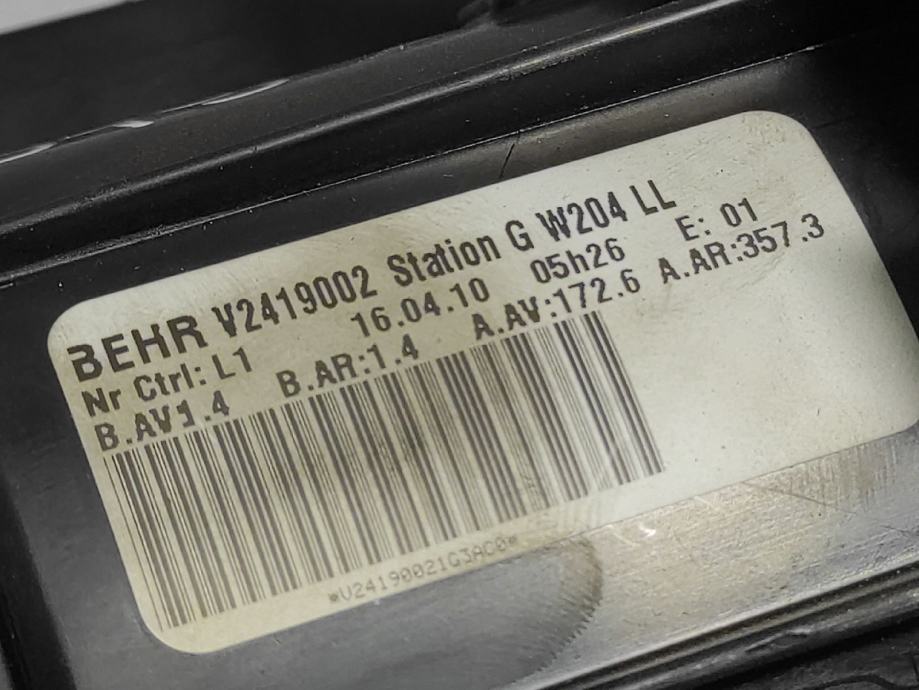 BEHR V2419002 Station G W204 LL
Nr Ctrl: L1 16.04.10 05h26 E: 01
B.AV1.4 B.AR:1.4 A.AV:172.6 A.AR:357.3
*V24190021G3AC0*